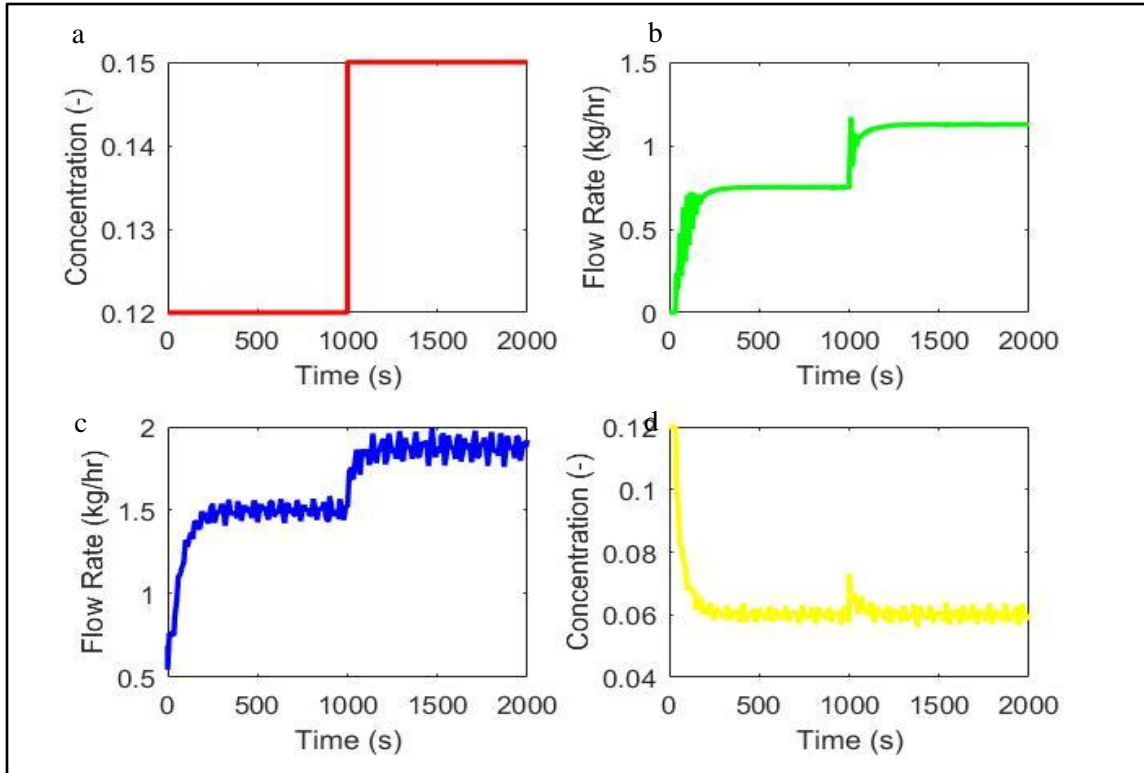 a
0.15
0.14
0.13
0.12
Concentration (-)
0 500 1000 1500 2000
Time (s)
b
1.5
1
0.5
0
Flow Rate (kg/hr)
0 500 1000 1500 2000
Time (s)
c
2
1.5
1
0.5
Flow Rate (kg/hr)
0 500 1000 1500 2000
Time (s)
d
0.12
0.1
0.08
0.06
0.04
Concentration (-)
0 500 1000 1500 2000
Time (s)